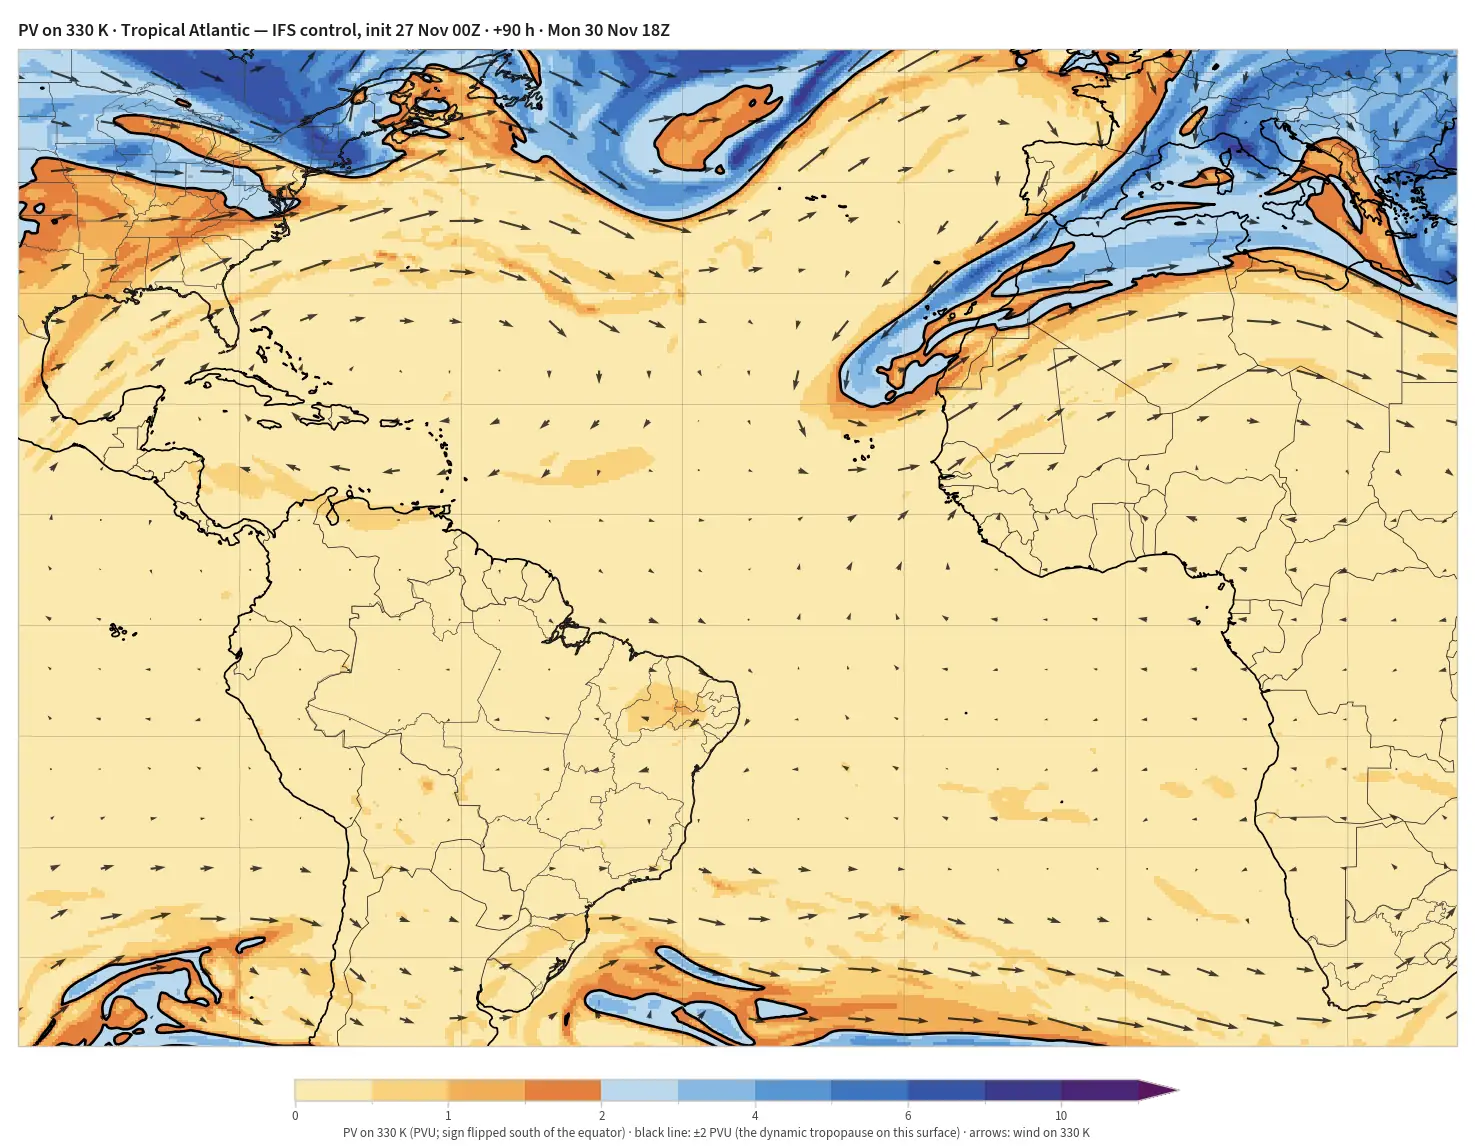 PV on 330 K · Tropical Atlantic — IFS control, init 27 Nov 00Z · +90 h · Mon 30 Nov 18Z
0 1 2 4 6 10
PV on 330 K (PVU; sign flipped south of the equator) · black line: ±2 PVU (the dynamic tropopause on this surface) · arrows: wind on 330 K